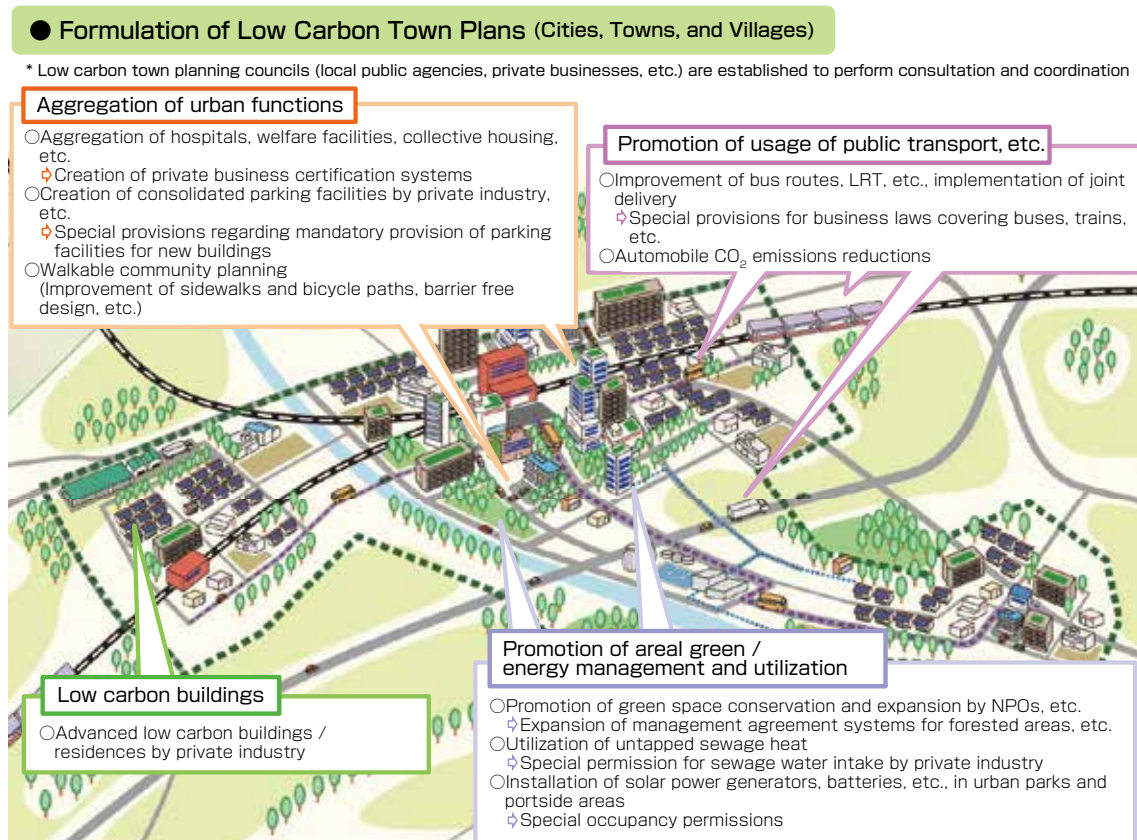 ● Formulation of Low Carbon Town Plans (Cities, Towns, and Villages)
* Low carbon town planning councils (local public agencies, private businesses, etc.) are established to perform consultation and coordination
Aggregation of urban functions
○Aggregation of hospitals, welfare facilities, collective housing,
etc.
⇨Creation of private business certification systems
○Creation of consolidated parking facilities by private industry,
etc.
⇨Special provisions regarding mandatory provision of parking
facilities for new buildings
○Walkable community planning
(Improvement of sidewalks and bicycle paths, barrier free
design, etc.)
Promotion of usage of public transport, etc.
○Improvement of bus routes, LRT, etc., implementation of joint
delivery
⇨Special provisions for business laws covering buses, trains,
etc.
○Automobile CO₂ emissions reductions
Low carbon buildings
○Advanced low carbon buildings /
residences by private industry
Promotion of areal green /
energy management and utilization
○Promotion of green space conservation and expansion by NPOs, etc.
⇨Expansion of management agreement systems for forested areas, etc.
○Utilization of untapped sewage heat
⇨Special permission for sewage water intake by private industry
○Installation of solar power generators, batteries, etc., in urban parks and
portside areas
⇨Special occupancy permissions